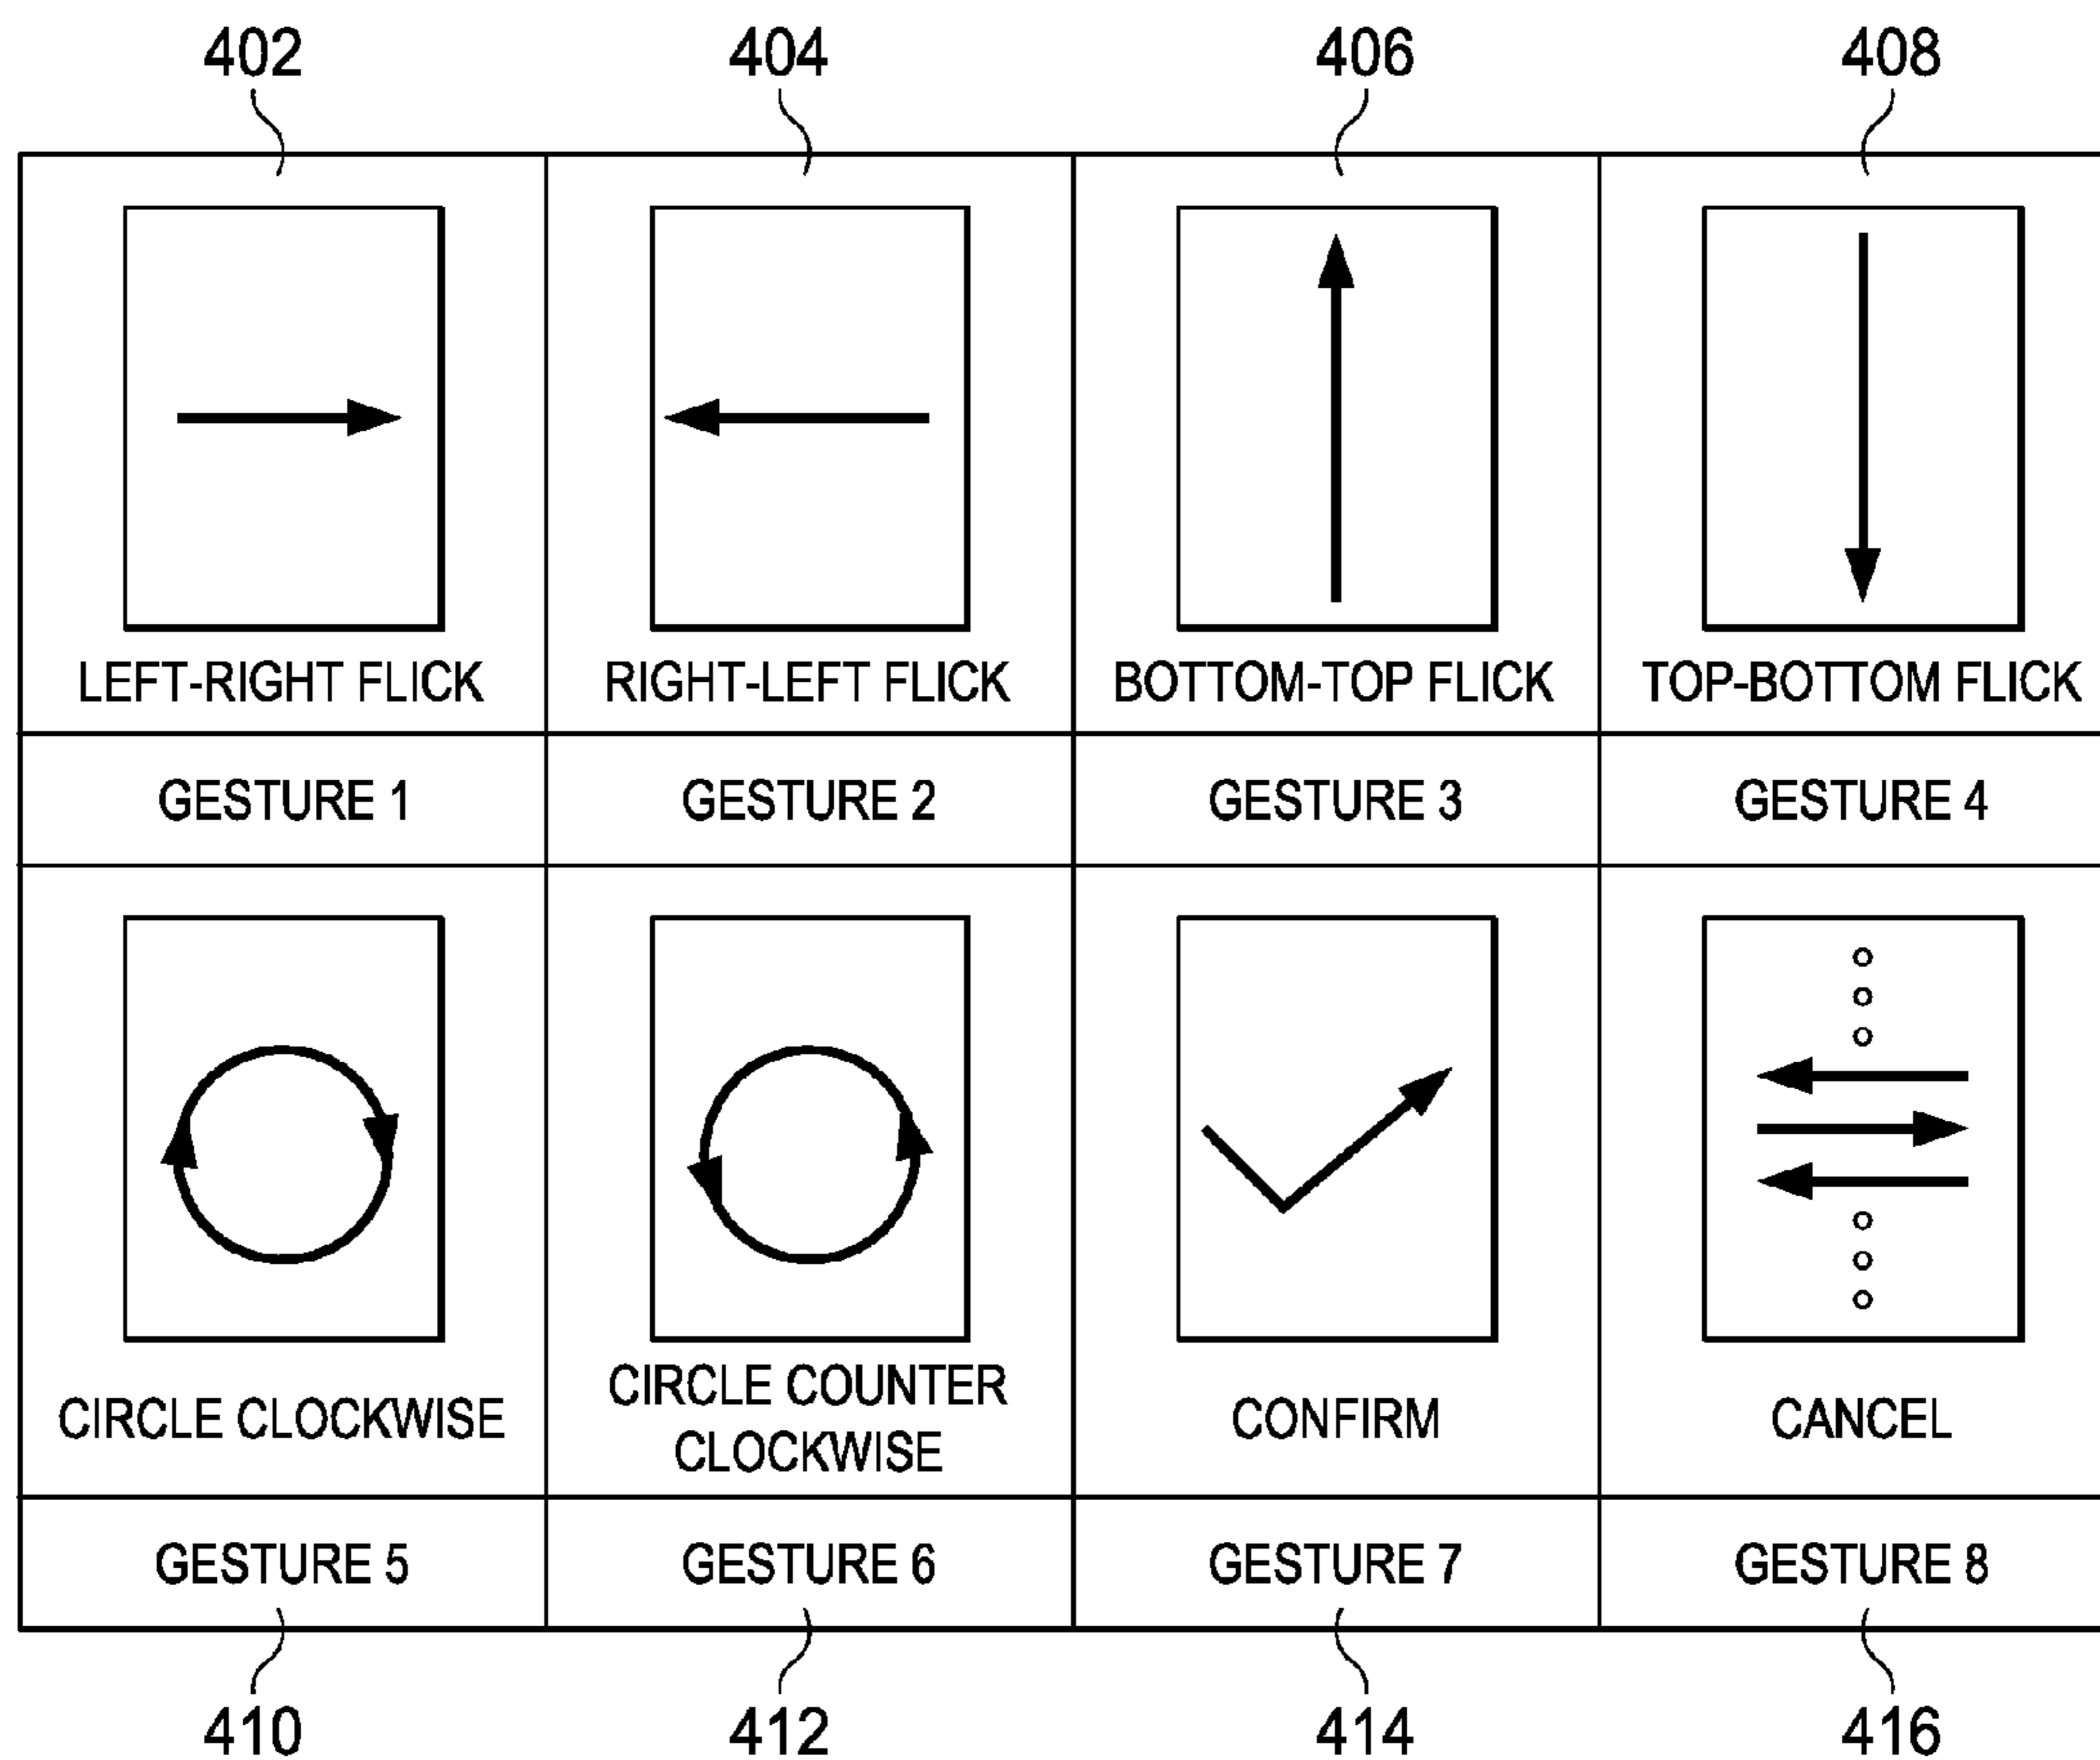 402 404 406 408
LEFT-RIGHT FLICK RIGHT-LEFT FLICK BOTTOM-TOP FLICK TOP-BOTTOM FLICK
GESTURE 1 GESTURE 2 GESTURE 3 GESTURE 4
CIRCLE CLOCKWISE CIRCLE COUNTER CONFIRM CANCEL
CLOCKWISE
GESTURE 5 GESTURE 6 GESTURE 7 GESTURE 8
410 412 414 416